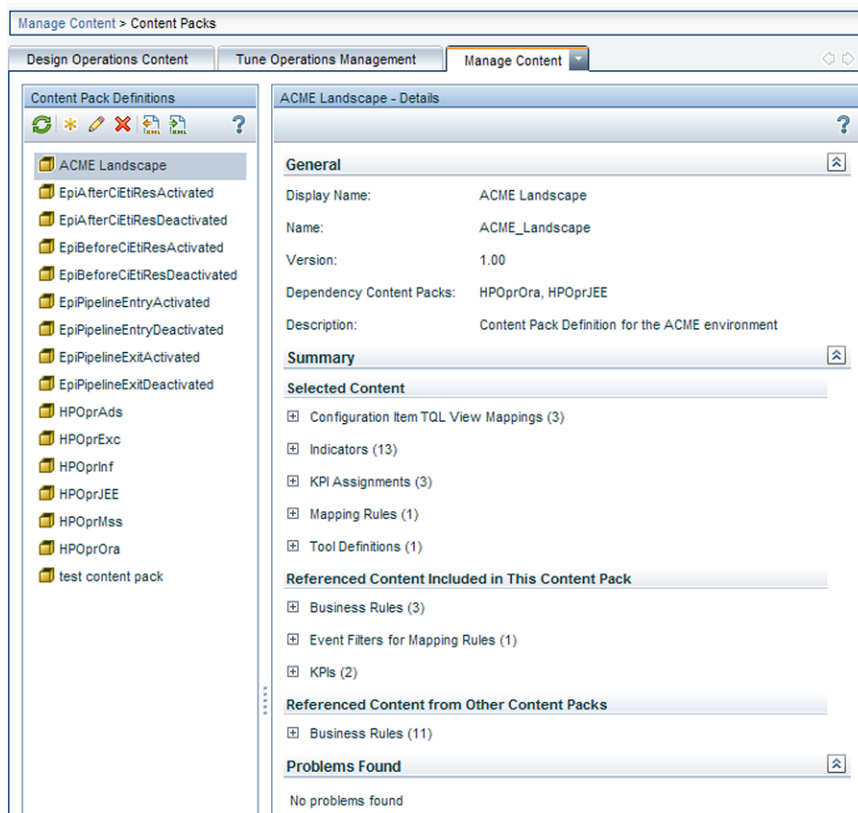 Manage Content > Content Packs
Design Operations Content
Tune Operations Management
Manage Content
Content Pack Definitions
XML
XML
?
ACME Landscape
EpiAfterCiEtiResActivated
EpiAfterCiEtiResDeactivated
EpiBeforeCiEtiResActivated
EpiBeforeCiEtiResDeactivated
EpiPipelineEntryActivated
EpiPipelineEntryDeactivated
EpiPipelineExitActivated
EpiPipelineExitDeactivated
HPOprAds
HPOprExc
HPOprInf
HPOprJEE
HPOprMss
HPOprOra
test content pack
ACME Landscape - Details
?
General
Display Name: ACME Landscape
Name: ACME_Landscape
Version: 1.00
Dependency Content Packs: HPOprOra, HPOprJEE
Description: Content Pack Definition for the ACME environment
Summary
Selected Content
Configuration Item TQL View Mappings (3)
Indicators (13)
KPI Assignments (3)
Mapping Rules (1)
Tool Definitions (1)
Referenced Content Included in This Content Pack
Business Rules (3)
Event Filters for Mapping Rules (1)
KPIs (2)
Referenced Content from Other Content Packs
Business Rules (11)
Problems Found
No problems found